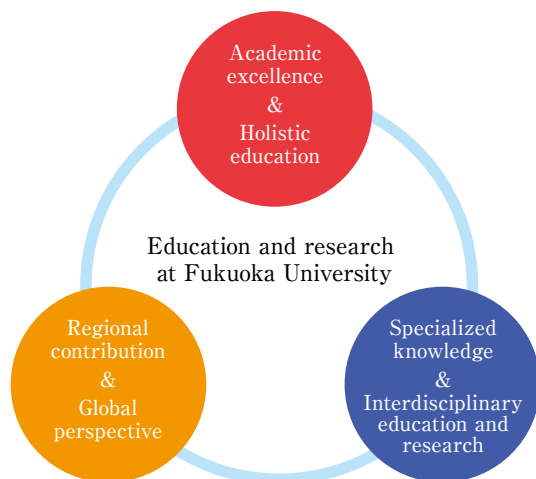 Academic
excellence
&
Holistic
education
Education and research
at Fukuoka University
Regional
contribution
&
Global
perspective
Specialized
knowledge
&
Interdisciplinary
education and
research